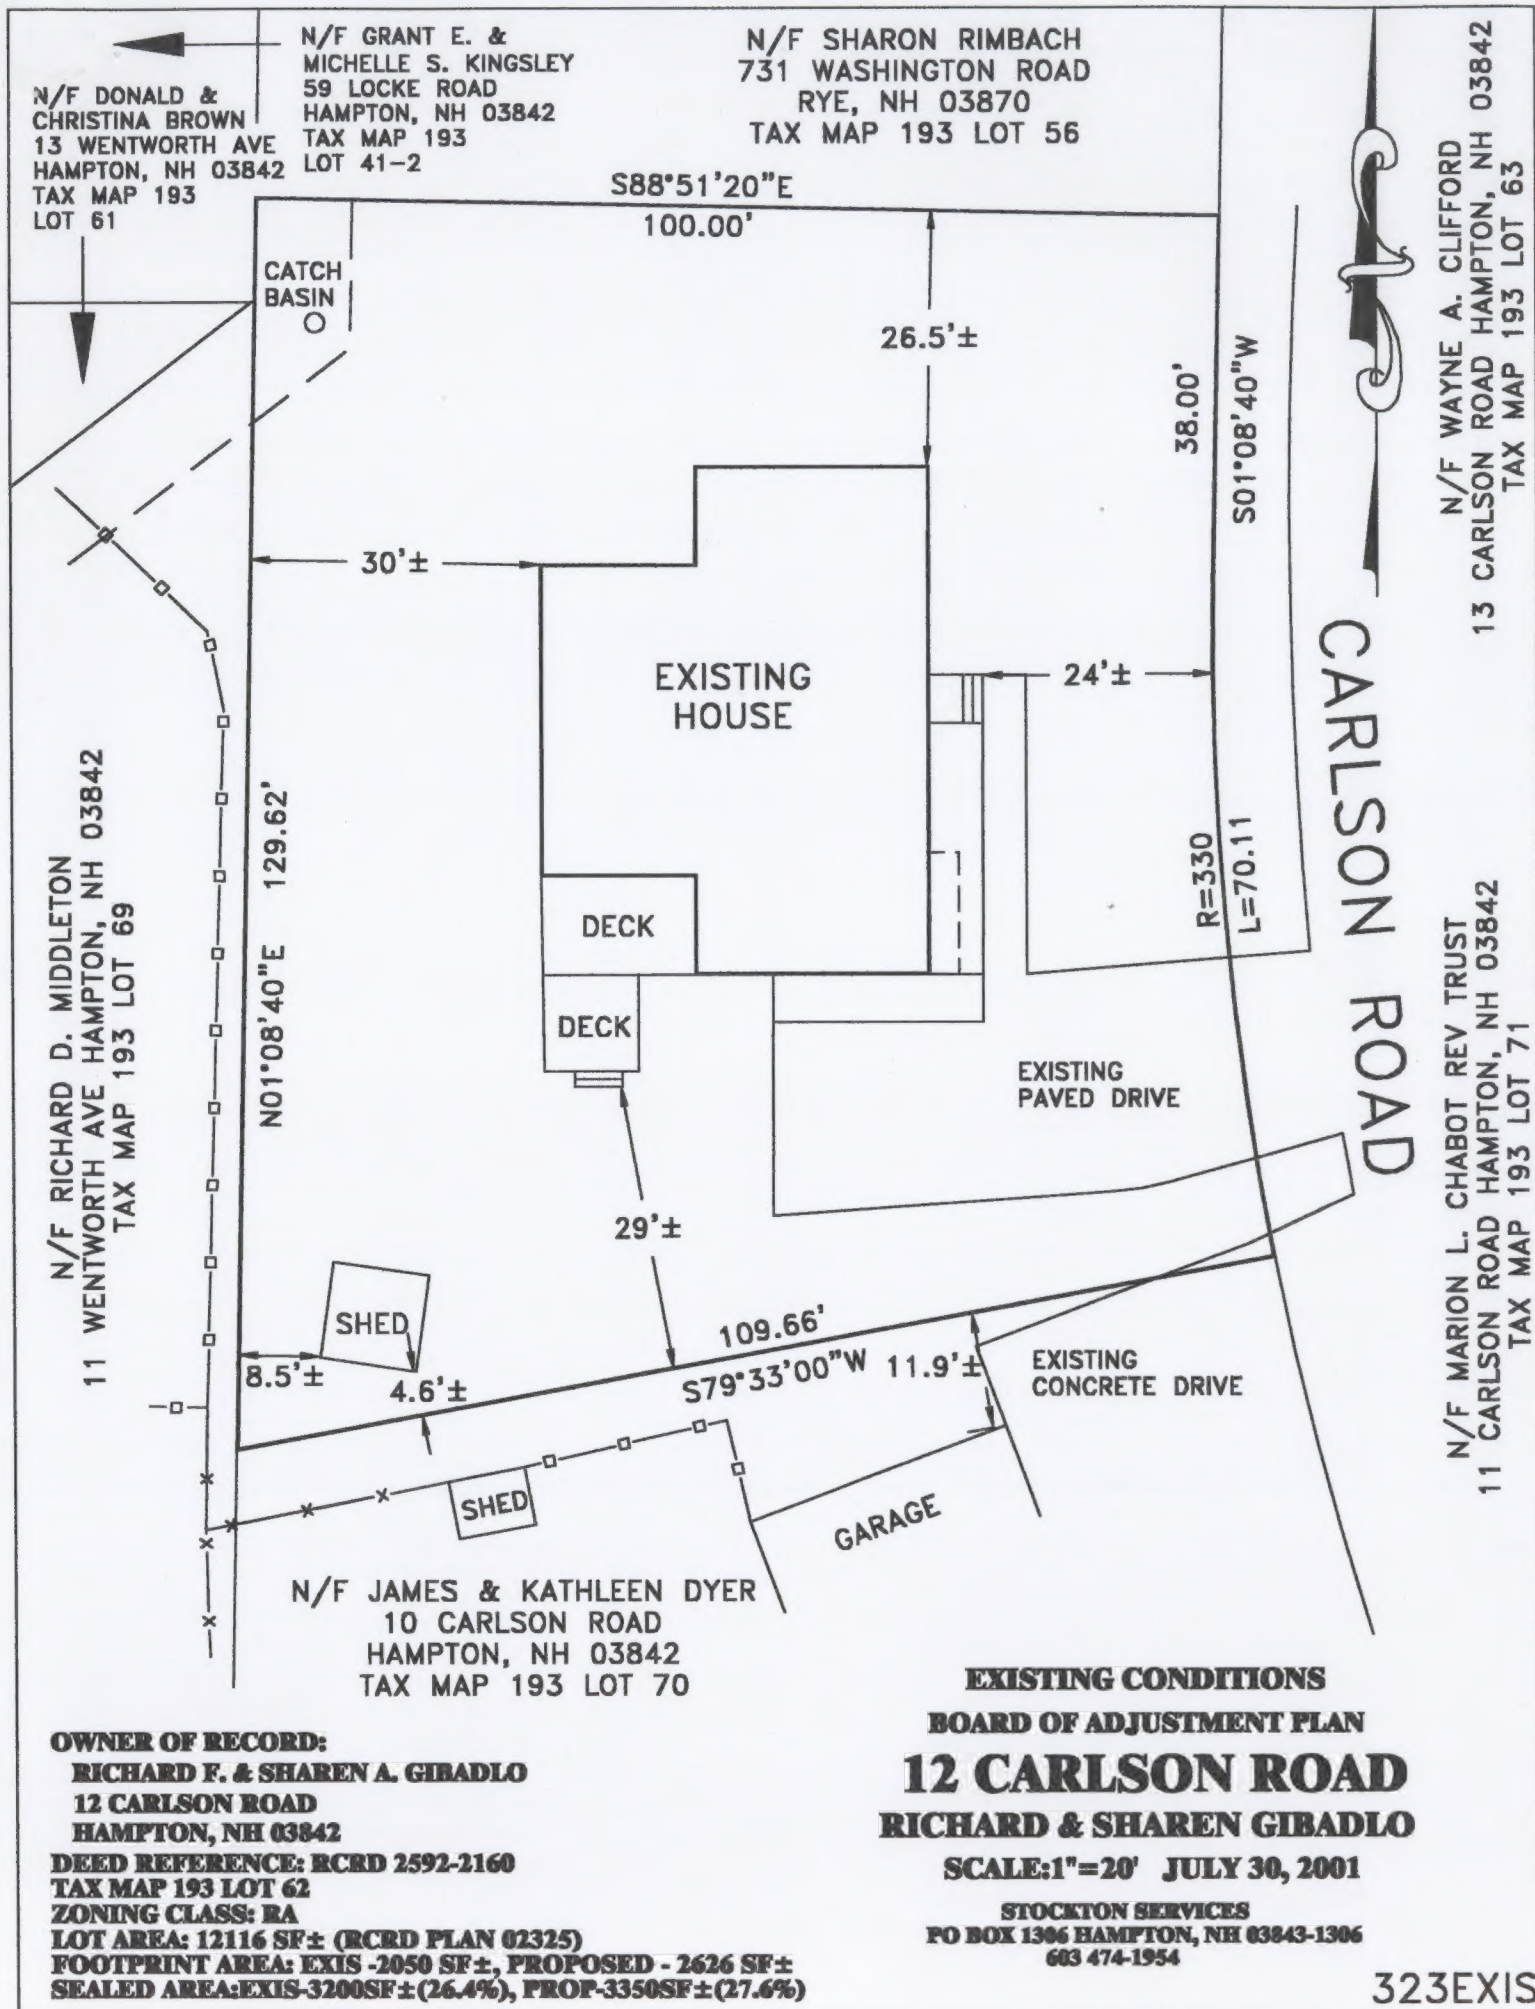 N/F GRANT E. &
MICHELLE S. KINGSLEY
59 LOCKE ROAD
HAMPTON, NH 03842
TAX MAP 193
LOT 41-2
N/F SHARON RIMBACH
731 WASHINGTON ROAD
RYE, NH 03870
TAX MAP 193 LOT 56
N/F DONALD &
CHRISTINA BROWN
13 WENTWORTH AVE
HAMPTON, NH 03842
TAX MAP 193
LOT 61
N/F WAYNE A. CLIFFORD
13 CARLSON ROAD HAMPTON, NH 03842
TAX MAP 193 LOT 63
S88°51'20"E
100.00'
CATCH
BASIN
26.5'±
38.00'
S01°08'40"W
30'±
EXISTING
HOUSE
24'±
CARLSON ROAD
N/F RICHARD D. MIDDLETON
11 WENTWORTH AVE HAMPTON, NH 03842
TAX MAP 193 LOT 69
N01°08'40"E 129.62'
R=330
L=70.11
DECK
DECK
EXISTING
PAVED DRIVE
N/F MARION L. CHABOT REV TRUST
11 CARLSON ROAD HAMPTON, NH 03842
TAX MAP 193 LOT 71
29'±
SHED
8.5'±
4.6'±
109.66'
S79°33'00"W
11.9'±
EXISTING
CONCRETE DRIVE
SHED
GARAGE
N/F JAMES & KATHLEEN DYER
10 CARLSON ROAD
HAMPTON, NH 03842
TAX MAP 193 LOT 70
OWNER OF RECORD:
RICHARD F. & SHAREN A. GIBADLO
12 CARLSON ROAD
HAMPTON, NH 03842
DEED REFERENCE: RCRD 2592-2160
TAX MAP 193 LOT 62
ZONING CLASS: RA
LOT AREA: 12116 SF± (RCRD PLAN 02325)
FOOTPRINT AREA: EXIS -2050 SF±, PROPOSED - 2626 SF±
SEALED AREA:EXIS-3200SF±(26.4%), PROP-3350SF±(27.6%)
EXISTING CONDITIONS
BOARD OF ADJUSTMENT PLAN
12 CARLSON ROAD
RICHARD & SHAREN GIBADLO
SCALE:1"=20' JULY 30, 2001
STOCKTON SERVICES
PO BOX 1306 HAMPTON, NH 03843-1306
603 474-1954
323EXIS